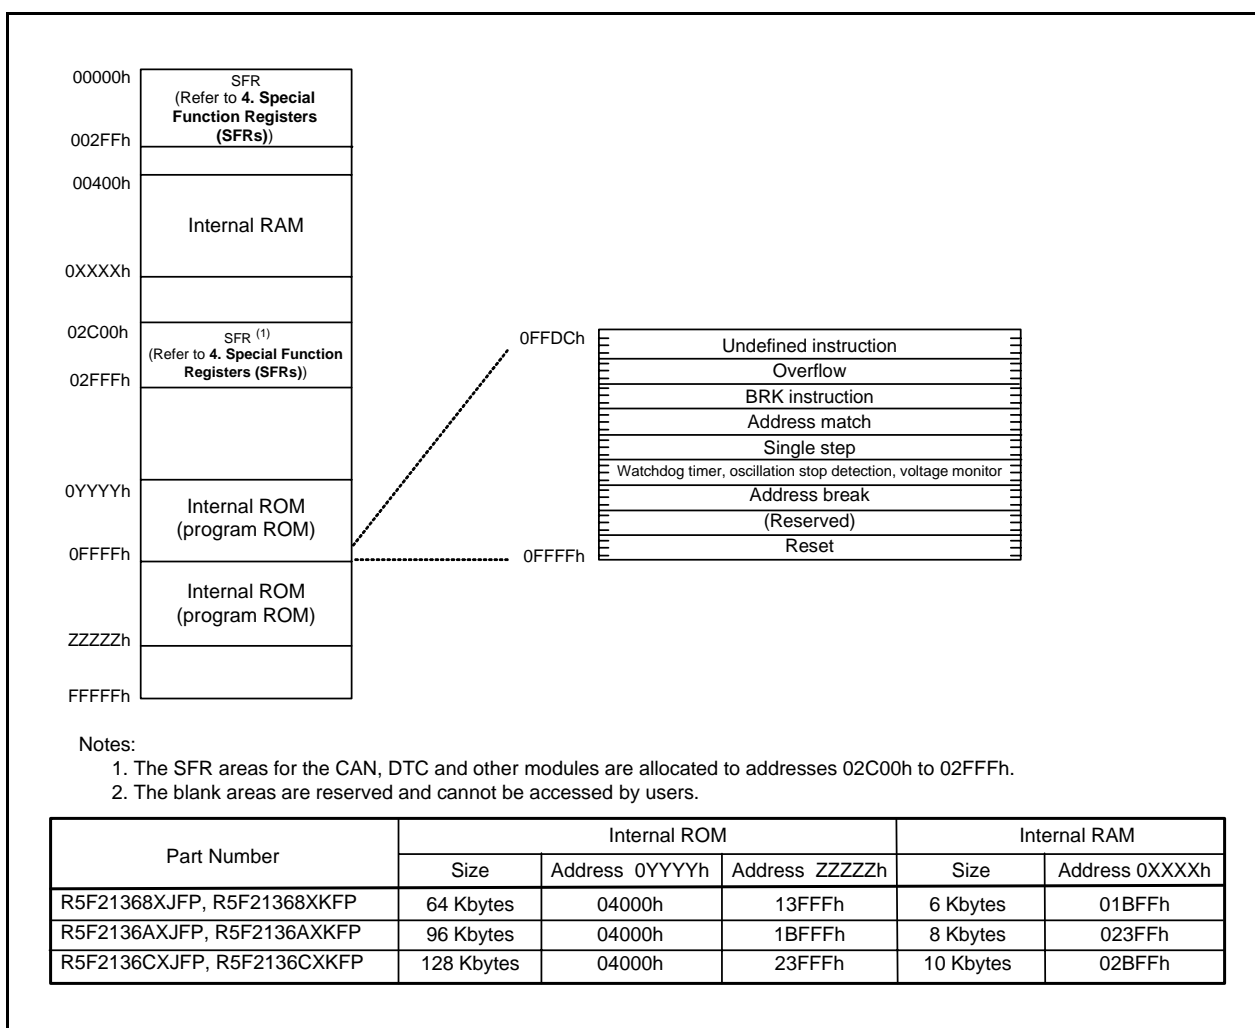 00000h
SFR
(Refer to 4. Special
Function Registers
(SFRs))
002FFh
00400h
Internal RAM
0XXXXh
02C00h
SFR (1)
(Refer to 4. Special Function
Registers (SFRs))
02FFFh
0YYYYh
Internal ROM
(program ROM)
0FFFFh
Internal ROM
(program ROM)
ZZZZZh
FFFFFh
0FFDCh
Undefined instruction
Overflow
BRK instruction
Address match
Single step
Watchdog timer, oscillation stop detection, voltage monitor
Address break
(Reserved)
Reset
0FFFFh
Notes:
1. The SFR areas for the CAN, DTC and other modules are allocated to addresses 02C00h to 02FFFh.
2. The blank areas are reserved and cannot be accessed by users.
Part Number Internal ROM Internal RAM
Size Address 0YYYYh Address ZZZZZh Size Address 0XXXXh
R5F21368XJFP, R5F21368XKFP 64 Kbytes 04000h 13FFFh 6 Kbytes 01BFFh
R5F2136AXJFP, R5F2136AXKFP 96 Kbytes 04000h 1BFFFh 8 Kbytes 023FFh
R5F2136CXJFP, R5F2136CXKFP 128 Kbytes 04000h 23FFFh 10 Kbytes 02BFFh